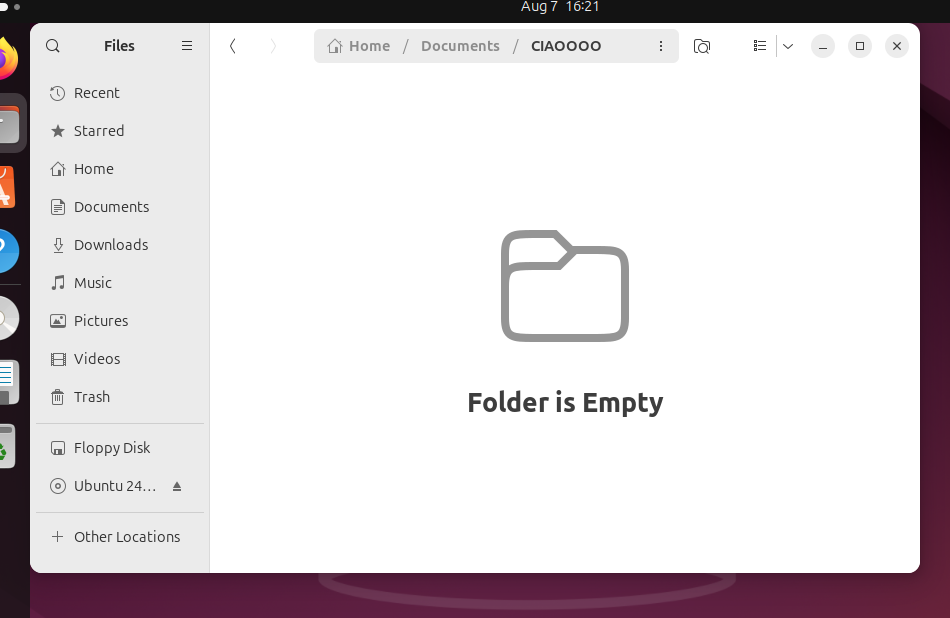 Aug 7 16:21
Files
Home / Documents / CIAOOOO
Recent
Starred
Home
Documents
Downloads
Music
Pictures
Videos
Trash
Floppy Disk
Ubuntu 24...
Other Locations
Folder is Empty